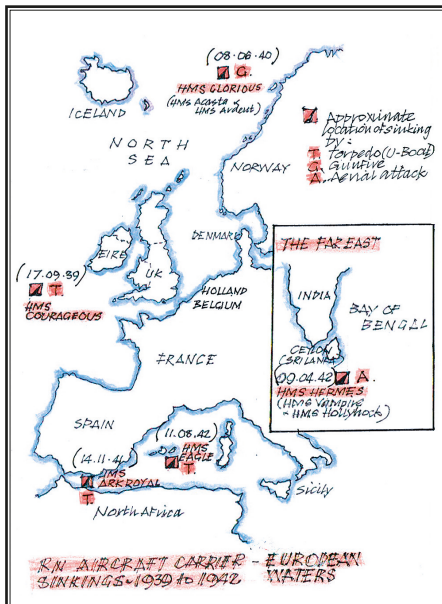 (08·06·40)
G.
HMS GLORIOUS
(HMS Acasta &
HMS Ardent)
ICELAND
NORTH
SEA
NORWAY
Approximate
location of sinking
by:-
T. Torpedo (U-Boat)
G. Gunfire
A. Aerial attack
DENMARK
EIRE
UK
HOLLAND
BELGIUM
(17.09.39)
T.
HMS
COURAGEOUS
FRANCE
THE FAR EAST
INDIA
BAY OF
BENGAL
CEYLON
(SRI LANKA)
(09.04.42)
A.
HMS HERMES
(HMS Vampire
& HMS Hollyhock)
SPAIN
(11.08.42)
HMS
EAGLE
T.
(14.11.41)
HMS
ARK ROYAL
T.
Sicily
North Africa
RN AIRCRAFT CARRIER - EUROPEAN
SINKINGS - 1939 to 1942 WATERS